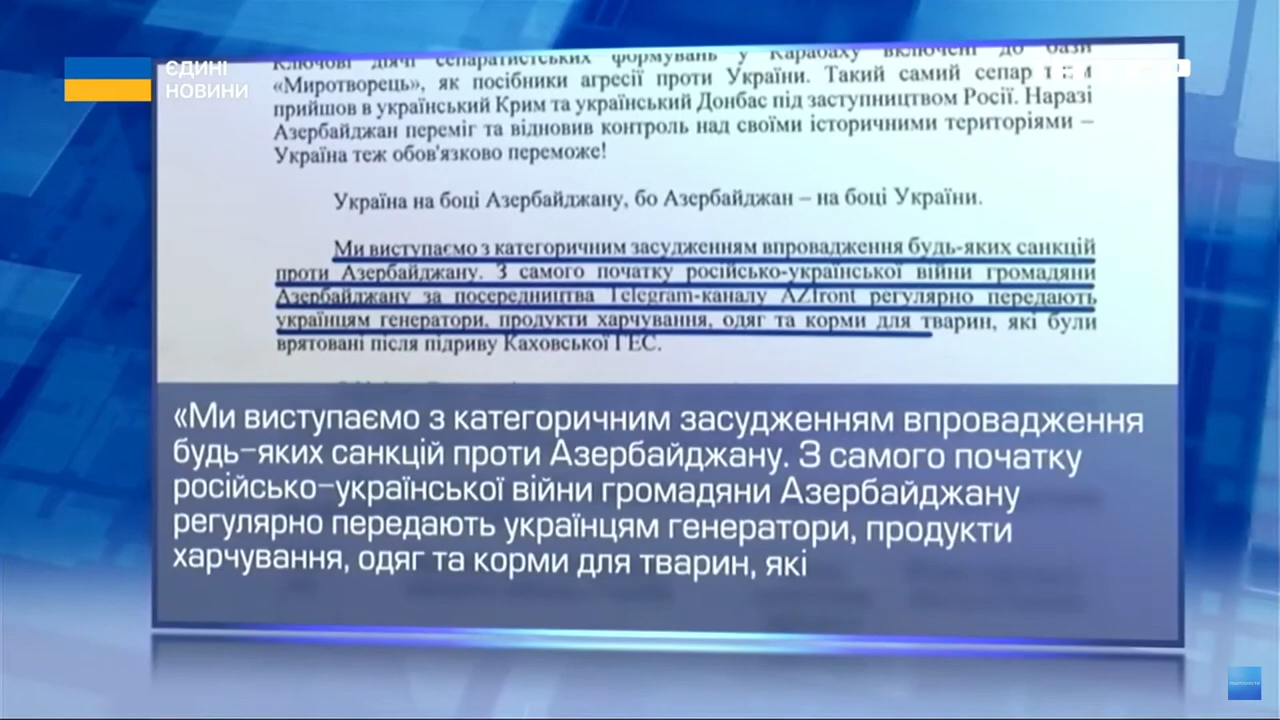 ЄДИНІ
НОВИНИ
Ключові діячі сепаратистських формувань у Карабаху включені до бази
«Миротворець», як посібники агресії проти України. Такий самий сепар
прийшов в український Крим та український Донбас під заступництвом Росії. Наразі
Азербайджан переміг та відновив контроль над своїми історичними територіями –
Україна теж обов'язково переможе!
Україна на боці Азербайджану, бо Азербайджан – на боці України.
Ми виступаємо з категоричним засудженням впровадження будь-яких санкцій
проти Азербайджану. З самого початку російсько-української війни громадяни
Азербайджану за посередництва Telegram-каналу AZfront регулярно передають
українцям генератори, продукти харчування, одяг та корми для тварин, які були
врятовані після підриву Каховської ГЕС.
«Ми виступаємо з категоричним засудженням впровадження
будь-яких санкцій проти Азербайджану. З самого початку
російсько-української війни громадяни Азербайджану
регулярно передають українцям генератори, продукти
харчування, одяг та корми для тварин, які